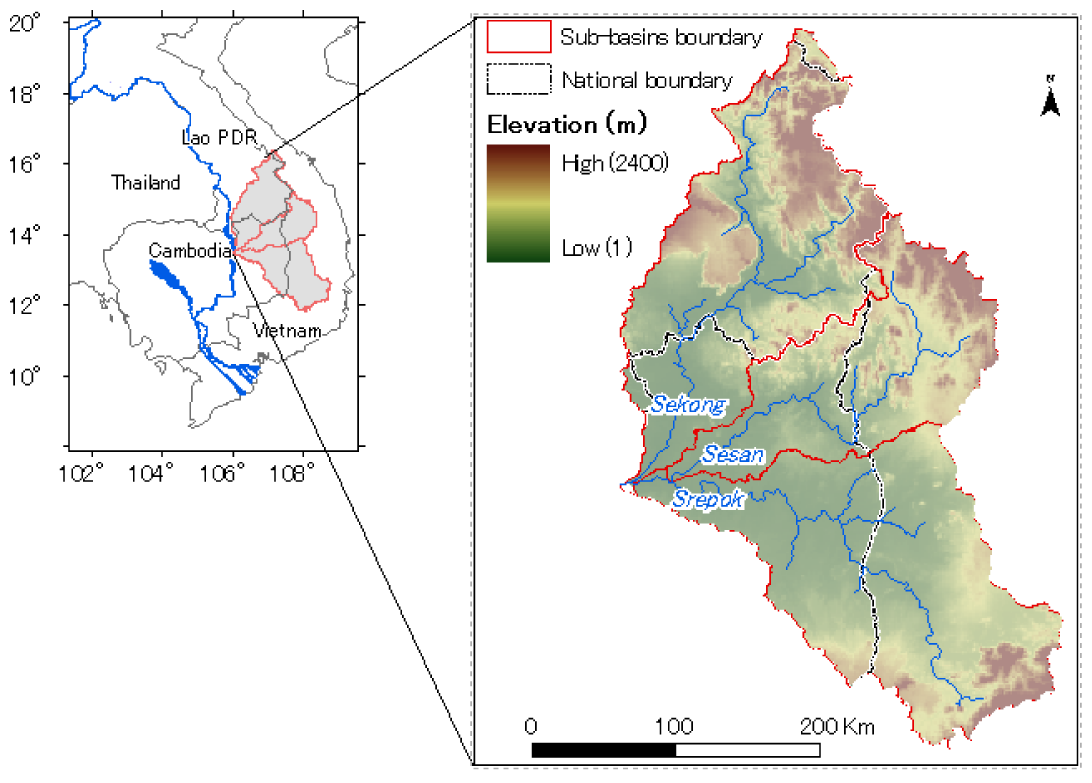 20°
18°
16°
14°
12°
10°
102° 104° 106° 108°
Lao PDR
Thailand
Cambodia
Vietnam
Sub-basins boundary
National boundary
Elevation (m)
High (2400)
Low (1)
N
Sekong
Sesan
Srepok
0 100 200 Km